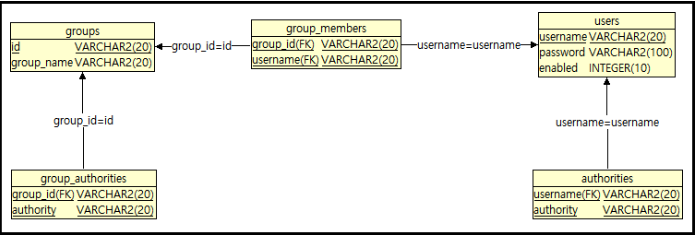 groups
id VARCHAR2(20)
group_name VARCHAR2(20)
group_id=id
group_members
group_id(FK) VARCHAR2(20)
username(FK) VARCHAR2(20)
username=username
users
username VARCHAR2(20)
password VARCHAR2(100)
enabled INTEGER(10)
group_id=id
username=username
group_authorities
group_id(FK) VARCHAR2(20)
authority VARCHAR2(20)
authorities
username(FK) VARCHAR2(20)
authority VARCHAR2(20)